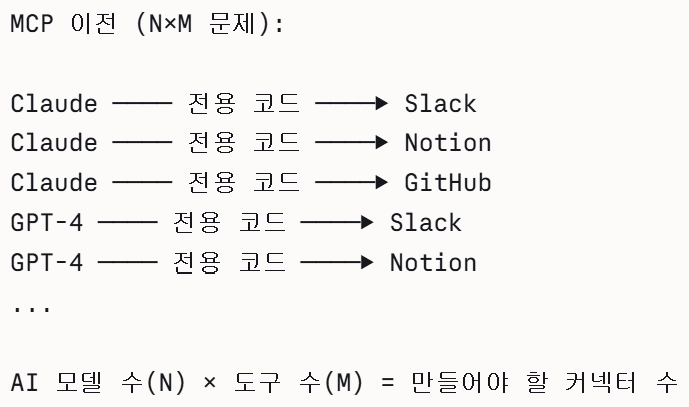 MCP 이전 (N×M 문제):
Claude ──── 전용 코드 ────▶ Slack
Claude ──── 전용 코드 ────▶ Notion
Claude ──── 전용 코드 ────▶ GitHub
GPT-4 ──── 전용 코드 ────▶ Slack
GPT-4 ──── 전용 코드 ────▶ Notion
...
AI 모델 수(N) × 도구 수(M) = 만들어야 할 커넥터 수